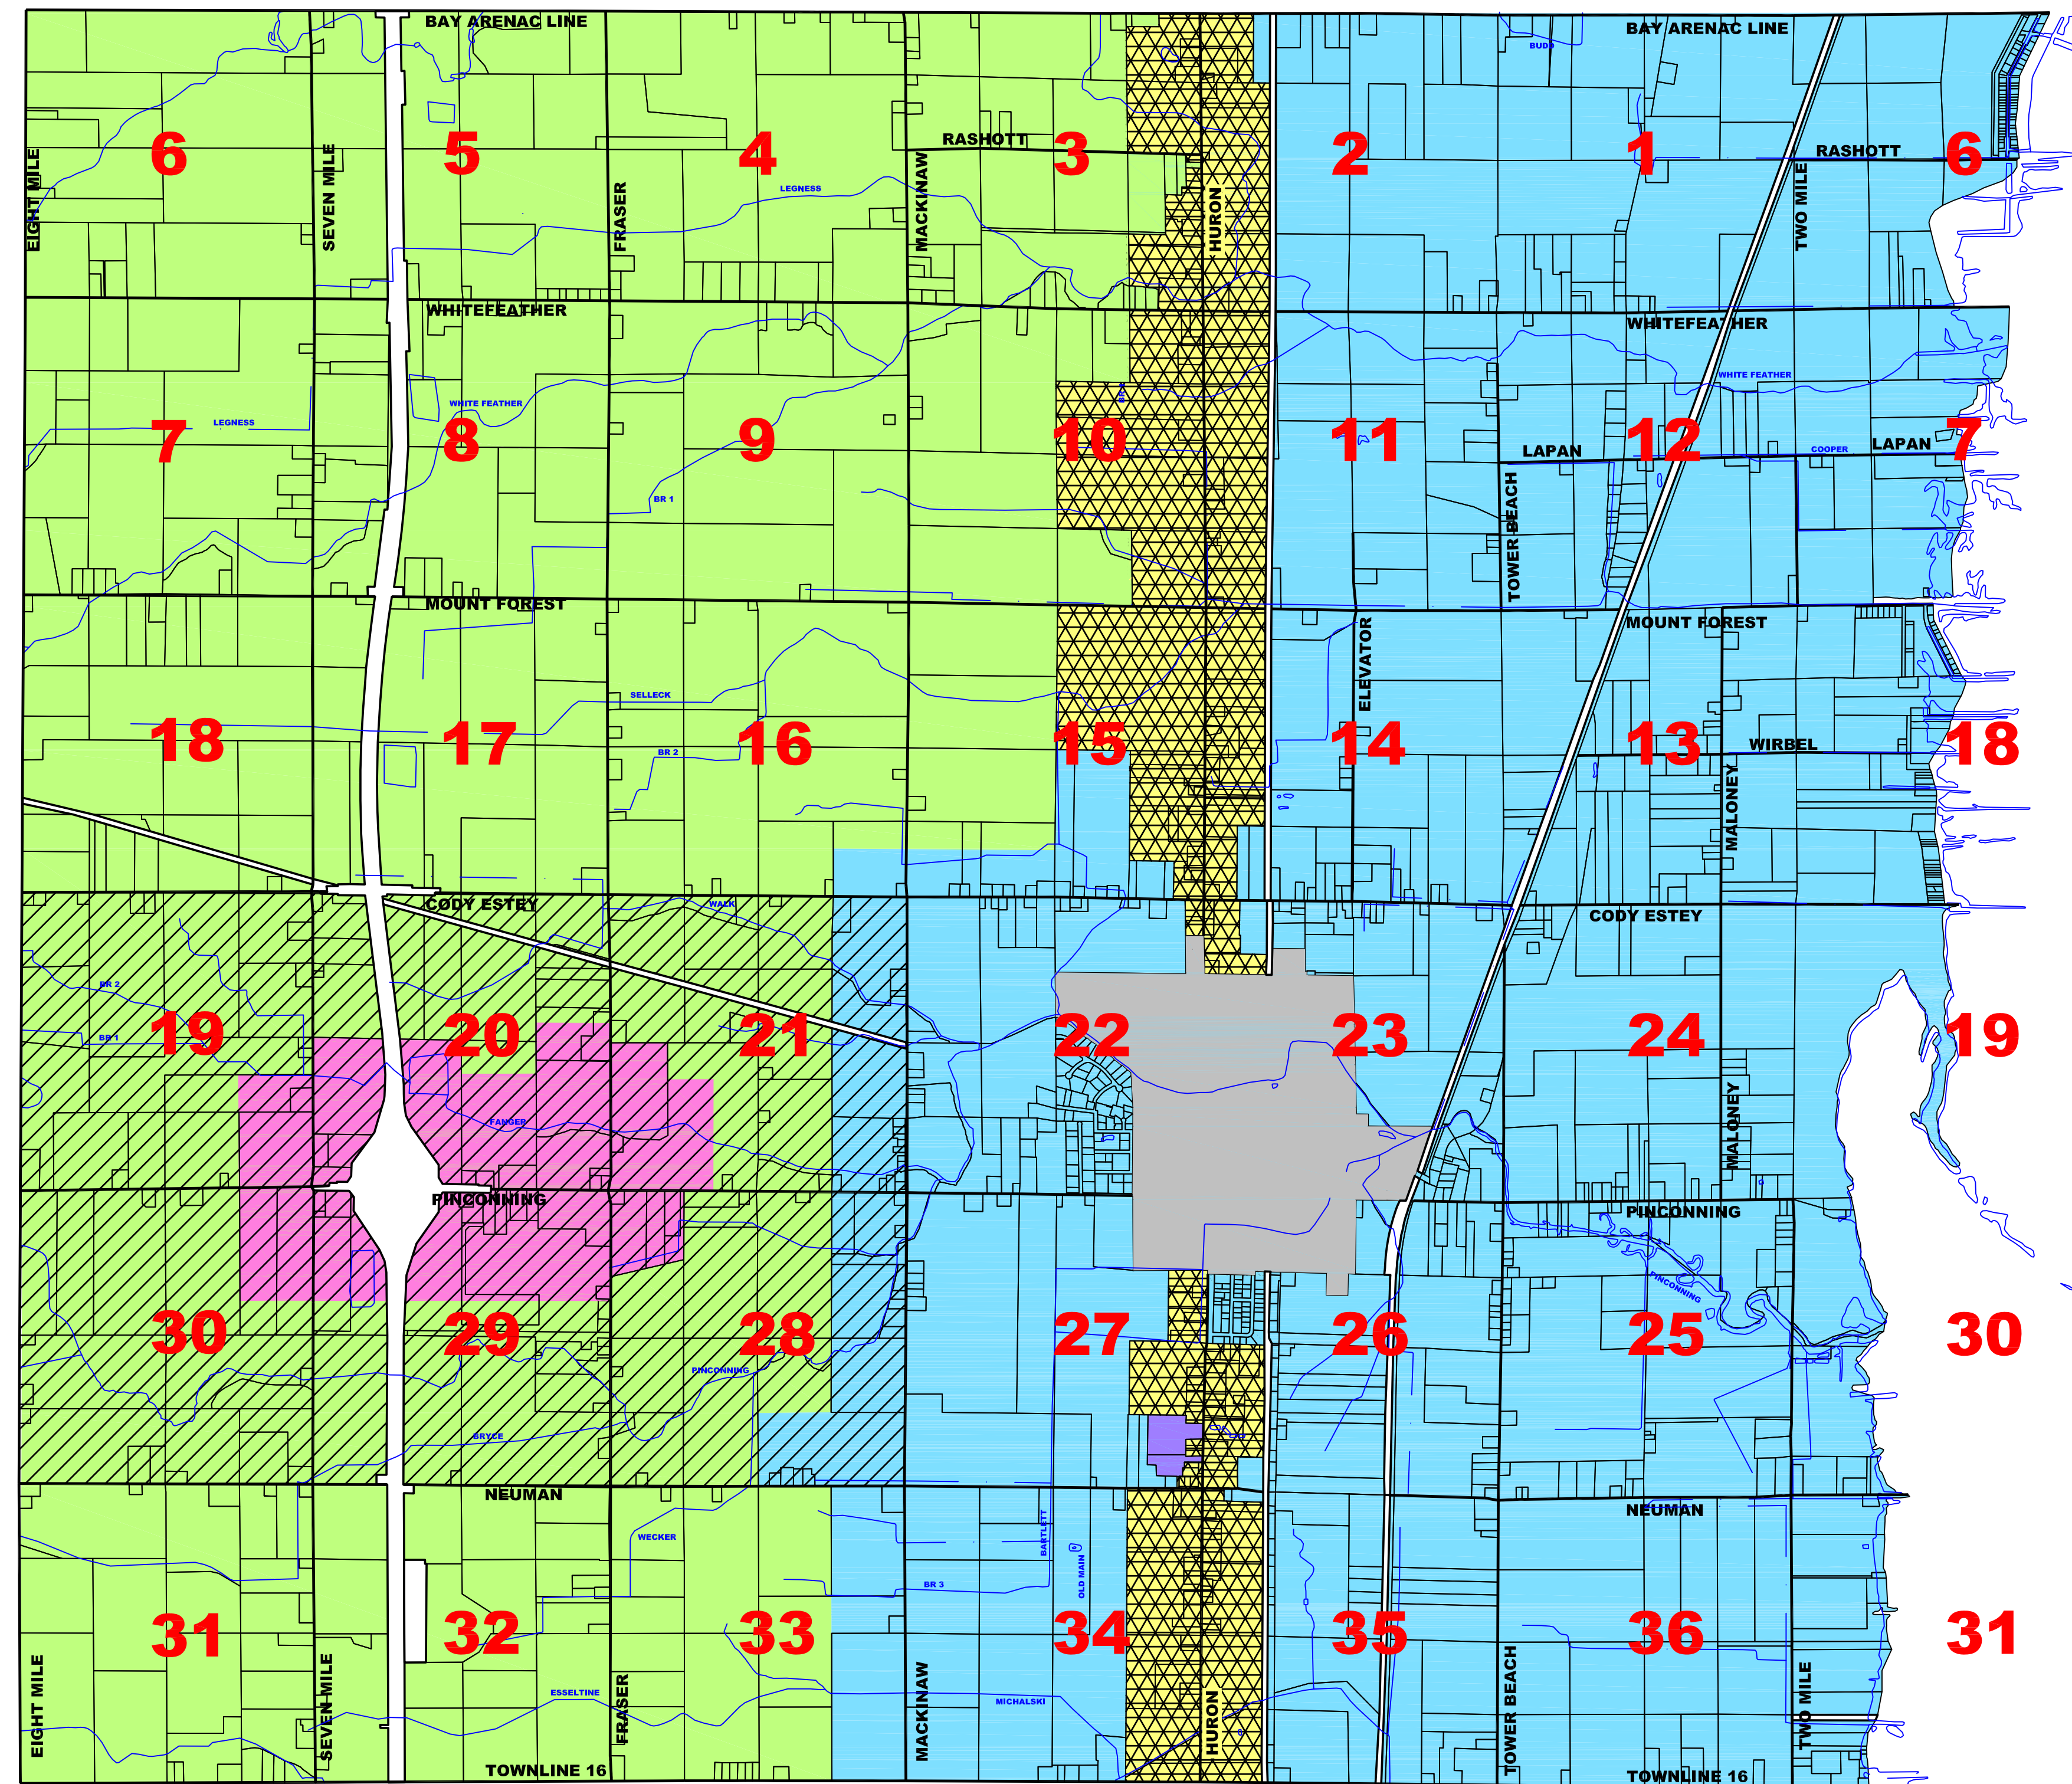 BAY ARENAC LINE
BAY ARENAC LINE
BUDD
6
5
4
RASHOTT
3
2
1
RASHOTT
6
EIGHT MILE
SEVEN MILE
FRASER
LEGNESS
MACKINAW
HURON
TWO MILE
WHITEFEATHER
WHITEFEATHER
WHITE FEATHER
WHITE FEATHER
BR
LEGNESS
7
8
9
10
11
LAPAN
12
COOPER
LAPAN
7
BR 1
TOWER BEACH
MOUNT FOREST
MOUNT FOREST
ELEVATOR
SELLECK
18
17
16
BR 2
15
14
13
WIRBEL
18
MALONEY
CODY ESTEY
WALK
CODY ESTEY
BR 2
BR 1
19
20
21
22
23
24
19
FANGER
MALONEY
PINCONNING
PINCONNING
PINCONNING
30
29
28
27
26
25
30
PINCONNING
BRYCE
NEUMAN
NEUMAN
WECKER
BARTLETT
OLD MAIN
BR 3
31
32
33
34
35
36
31
EIGHT MILE
SEVEN MILE
ESSELTINE
FRASER
MACKINAW
MICHALSKI
HURON
TOWER BEACH
TWO MILE
TOWNLINE 16
TOWNLINE 16